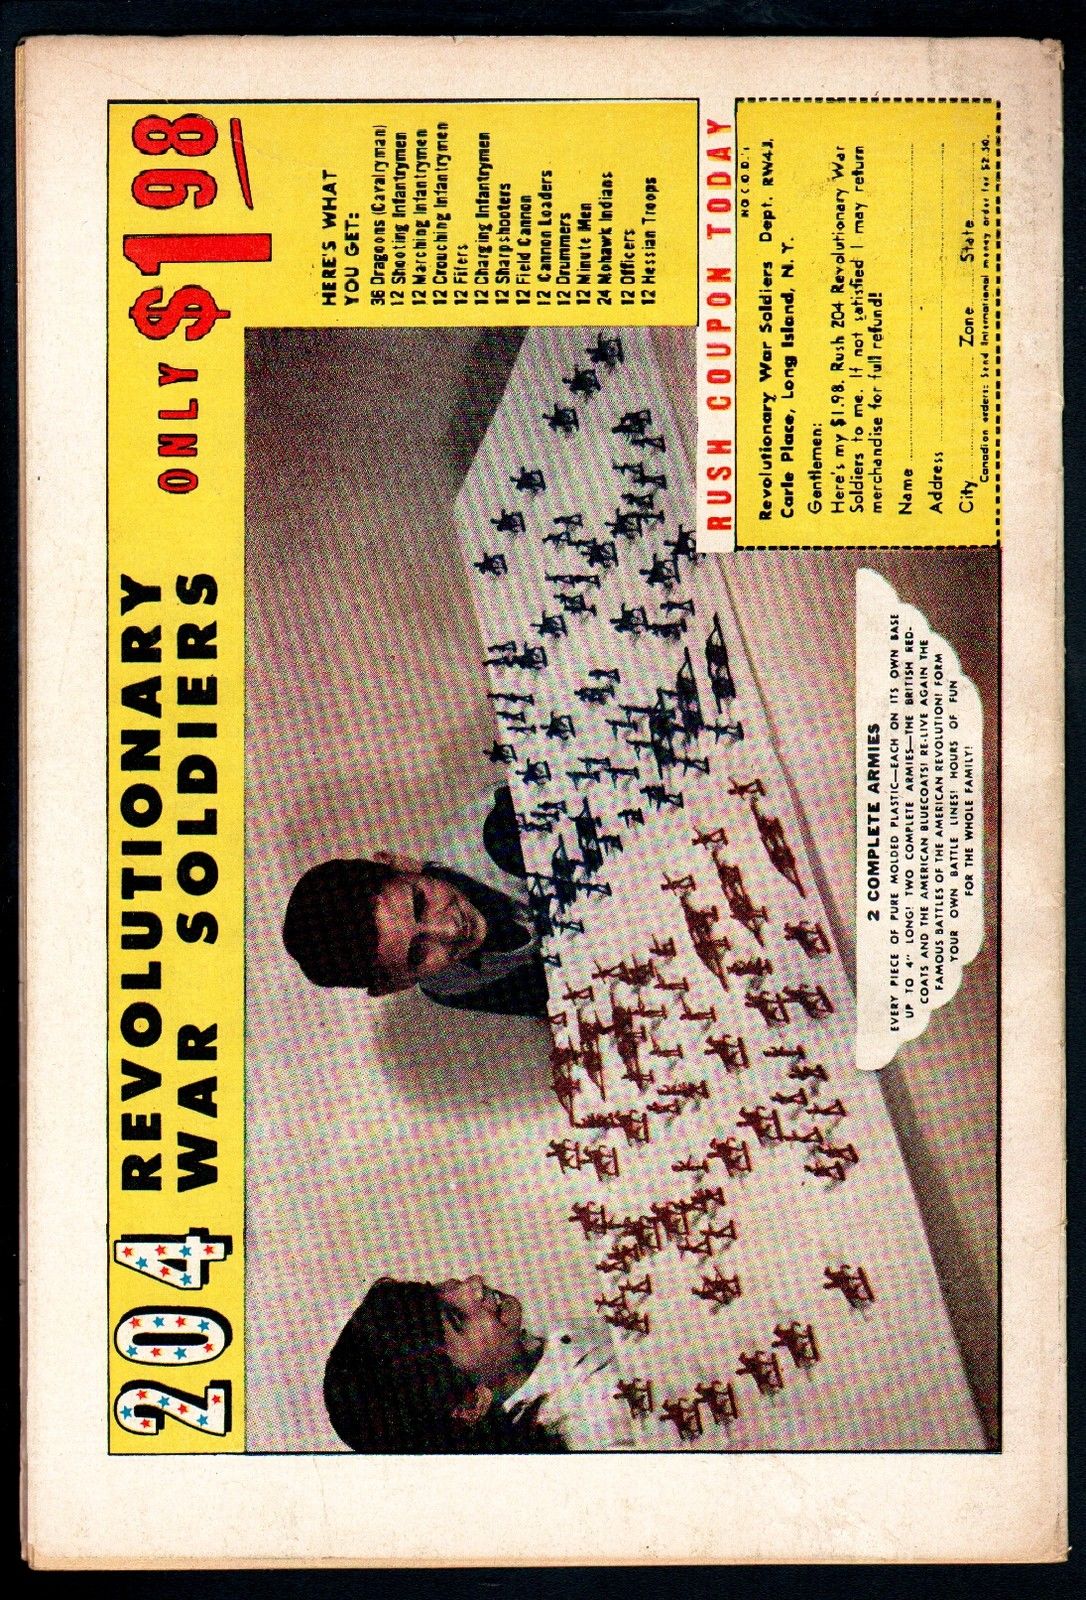 204 REVOLUTIONARY
WAR SOLDIERS
ONLY $1 98
HERE'S WHAT
YOU GET:
36 Dragoons (Cavalryman)
12 Shooting Infantrymen
12 Marching Infantrymen
12 Crouching Infantrymen
12 Fifers
12 Charging Infantrymen
12 Sharpshooters
12 Field Cannon
12 Cannon Loaders
12 Drummers
12 Minute Men
24 Mohawk Indians
12 Officers
12 Hessian Troops
RUSH COUPON TODAY
NO C.O.D.'s
Revolutionary War Soldiers Dept. RW43,
Carle Place, Long Island, N.Y.
Gentlemen:
Here's my $1.98. Rush 204 Revolutionary War
Soldiers to me. If not satisfied I may return
merchandise for full refund!
Name
Address
City Zone State
Canadian orders: Send International money order for $2.50.
2 COMPLETE ARMIES
EVERY PIECE OF PURE MOLDED PLASTIC—EACH ON ITS OWN BASE
UP TO 4" LONG! TWO COMPLETE ARMIES—THE BRITISH RED-
COATS AND THE AMERICAN BLUECOATS! RE-LIVE AGAIN THE
FAMOUS BATTLES OF THE AMERICAN REVOLUTION! FORM
YOUR OWN BATTLE LINES! HOURS OF FUN
FOR THE WHOLE FAMILY!